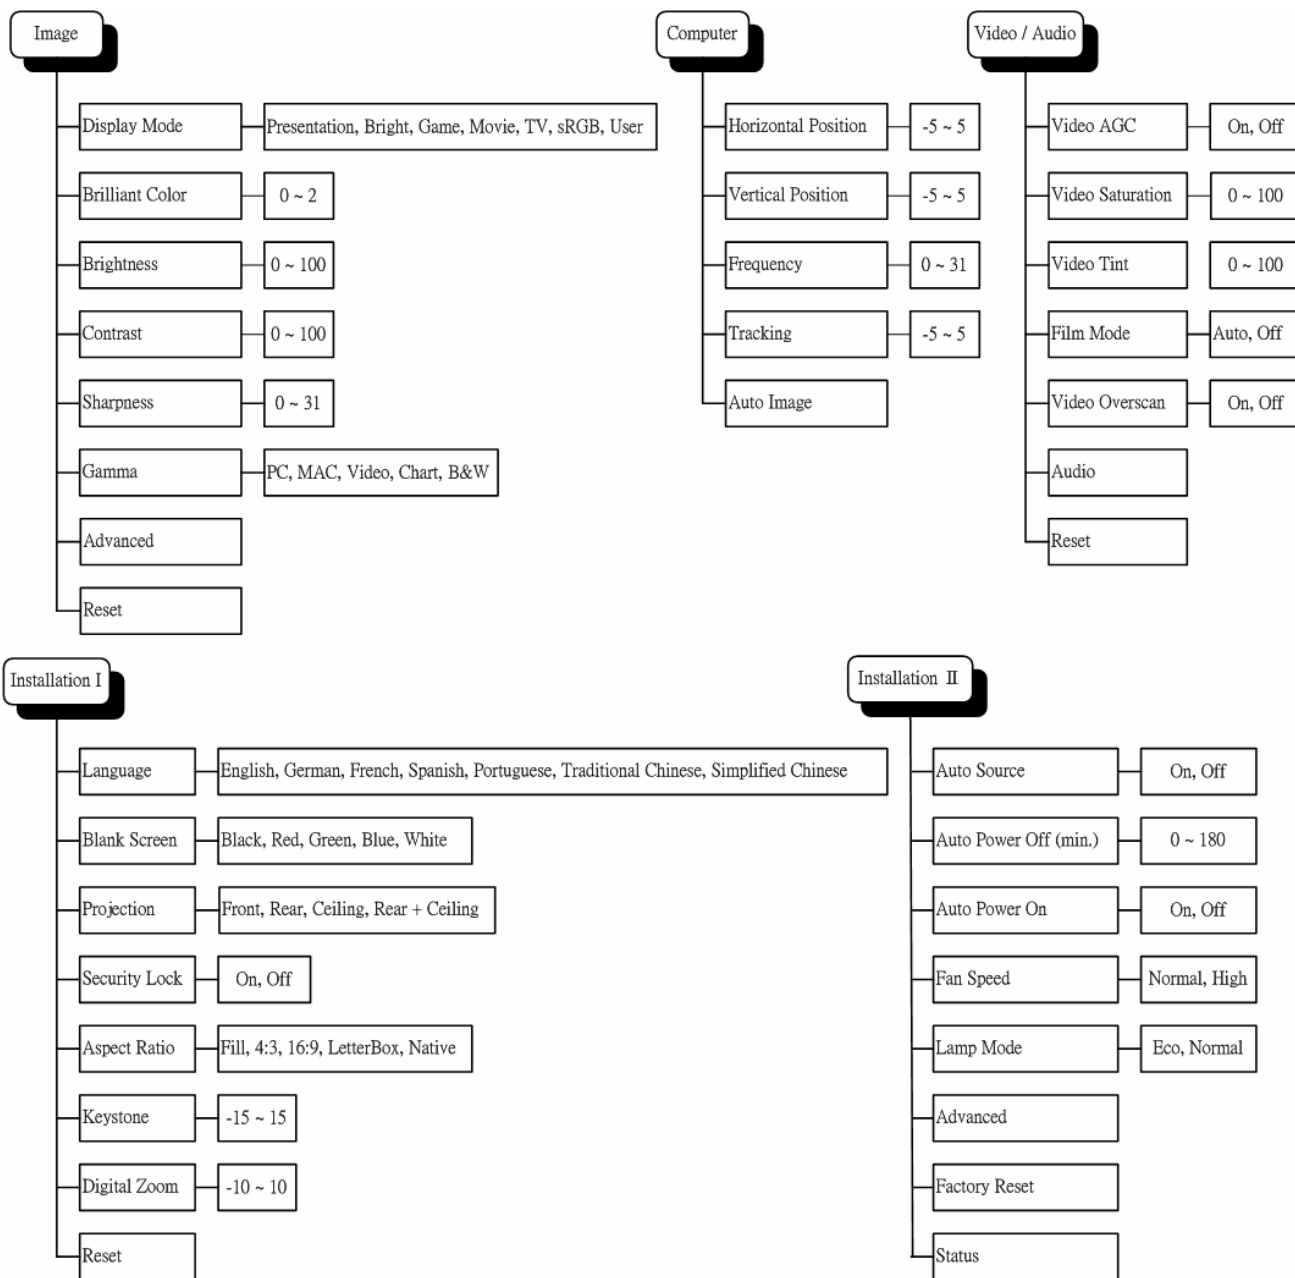 Image
Display Mode
Presentation, Bright, Game, Movie, TV, sRGB, User
Brilliant Color
0 ~ 2
Brightness
0 ~ 100
Contrast
0 ~ 100
Sharpness
0 ~ 31
Gamma
PC, MAC, Video, Chart, B&W
Advanced
Reset
Computer
Horizontal Position
-5 ~ 5
Vertical Position
-5 ~ 5
Frequency
0 ~ 31
Tracking
-5 ~ 5
Auto Image
Video / Audio
Video AGC
On, Off
Video Saturation
0 ~ 100
Video Tint
0 ~ 100
Film Mode
Auto, Off
Video Overscan
On, Off
Audio
Reset
Installation I
Language
English, German, French, Spanish, Portuguese, Traditional Chinese, Simplified Chinese
Blank Screen
Black, Red, Green, Blue, White
Projection
Front, Rear, Ceiling, Rear + Ceiling
Security Lock
On, Off
Aspect Ratio
Fill, 4:3, 16:9, LetterBox, Native
Keystone
-15 ~ 15
Digital Zoom
-10 ~ 10
Reset
Installation II
Auto Source
On, Off
Auto Power Off (min.)
0 ~ 180
Auto Power On
On, Off
Fan Speed
Normal, High
Lamp Mode
Eco, Normal
Advanced
Factory Reset
Status